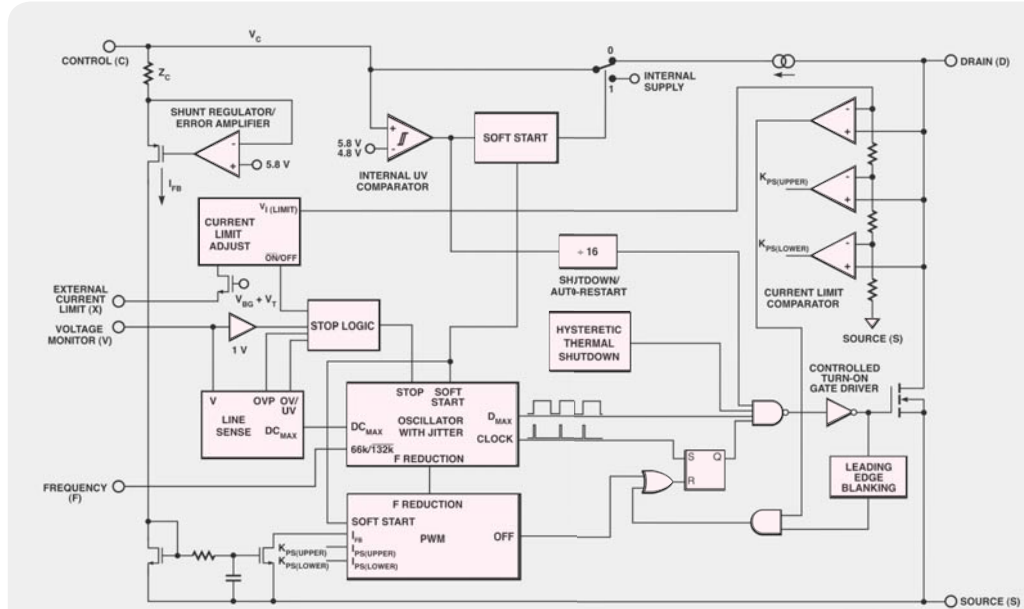 V_C
CONTROL (C)
Z_C
0
1
INTERNAL
SUPPLY
DRAIN (D)
SHUNT REGULATOR/
ERROR AMPLIFIER
-
+
5.8 V
I_FB
+
-
5.8 V
4.8 V
INTERNAL UV
COMPARATOR
SOFT START
-
+
K_PS(UPPER)
-
+
K_PS(LOWER)
-
+
CURRENT LIMIT
COMPARATOR
SOURCE (S)
V_I (LIMIT)
CURRENT
LIMIT
ADJUST
ON/OFF
÷ 16
SHUTDOWN/
AUTO-RESTART
EXTERNAL
CURRENT
LIMIT (X)
V_BG + V_T
VOLTAGE
MONITOR (V)
1 V
STOP LOGIC
HYSTERETIC
THERMAL
SHUTDOWN
CONTROLLED
TURN-ON
GATE DRIVER
V
OVP
OV/
UV
LINE
SENSE
DC_MAX
STOP
SOFT
START
OSCILLATOR
WITH JITTER
DC_MAX
66k/132k
D_MAX
CLOCK
F REDUCTION
S
Q
R
LEADING
EDGE
BLANKING
FREQUENCY
(F)
F REDUCTION
SOFT START
PWM
OFF
I_FB
K_PS(UPPER)
I_PS(UPPER)
K_PS(LOWER)
I_PS(LOWER)
SOURCE (S)